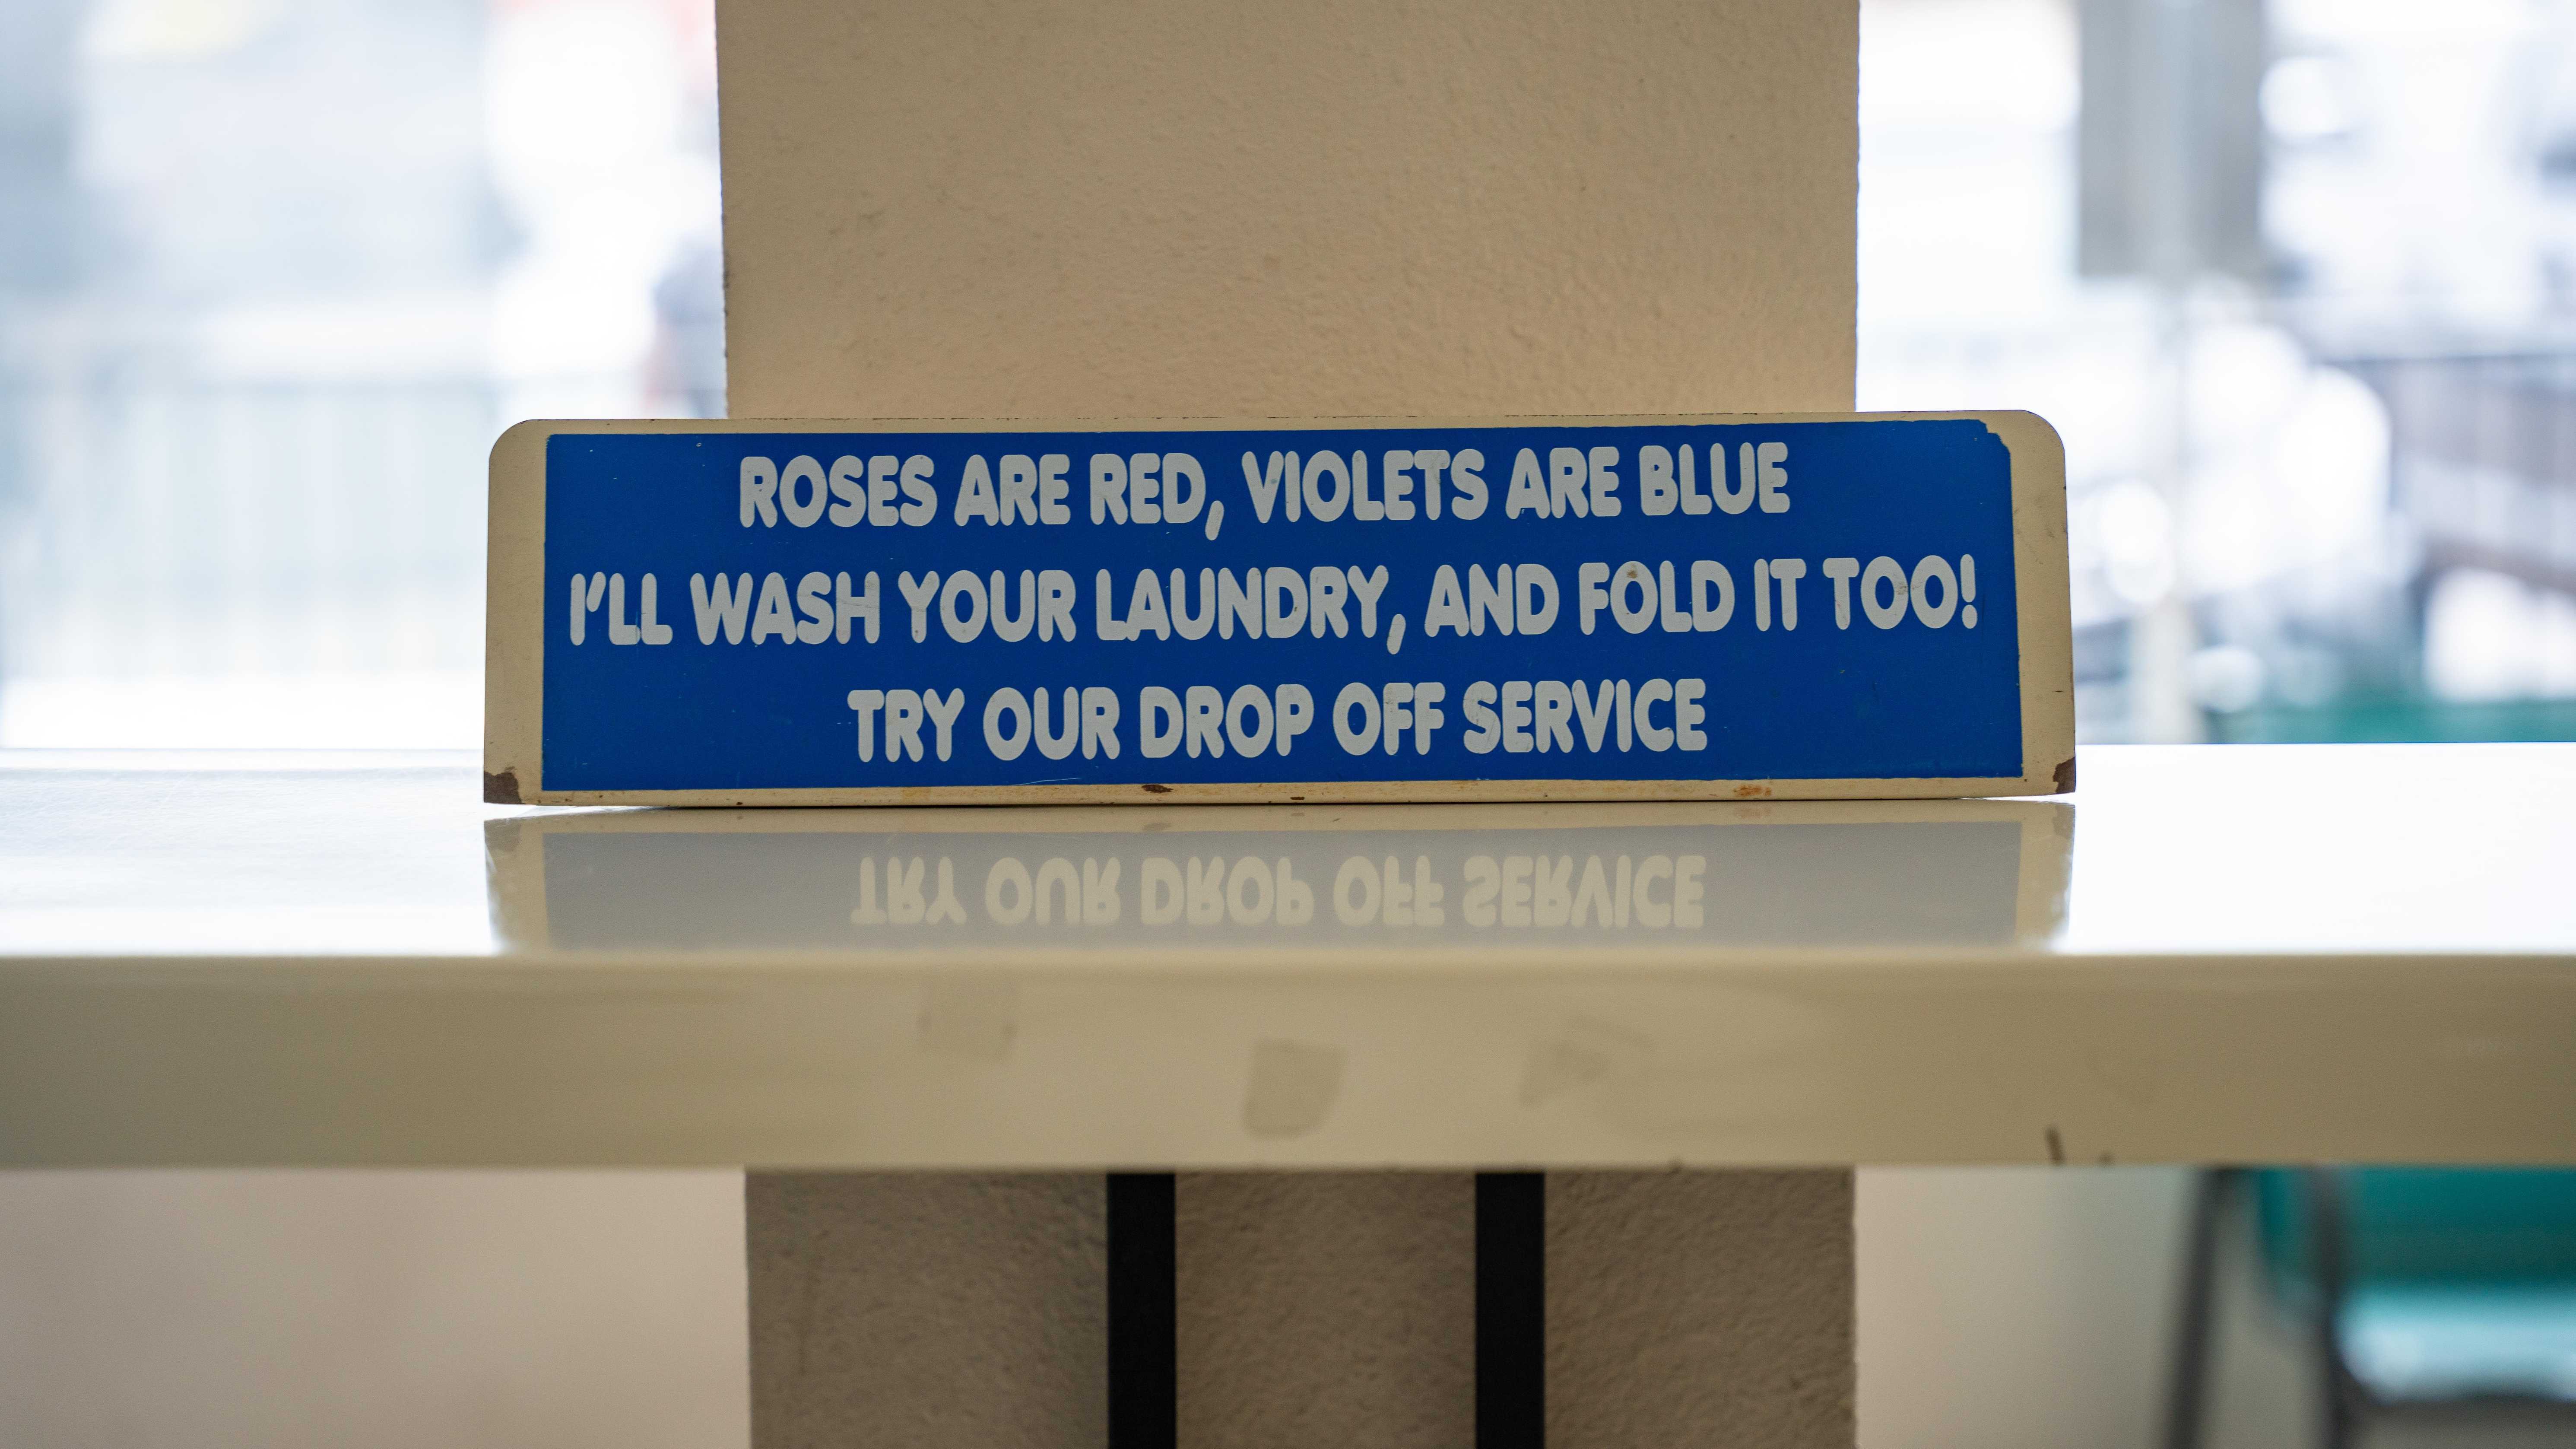 ROSES ARE RED, VIOLETS ARE BLUE
I'LL WASH YOUR LAUNDRY, AND FOLD IT TOO!
TRY OUR DROP OFF SERVICE